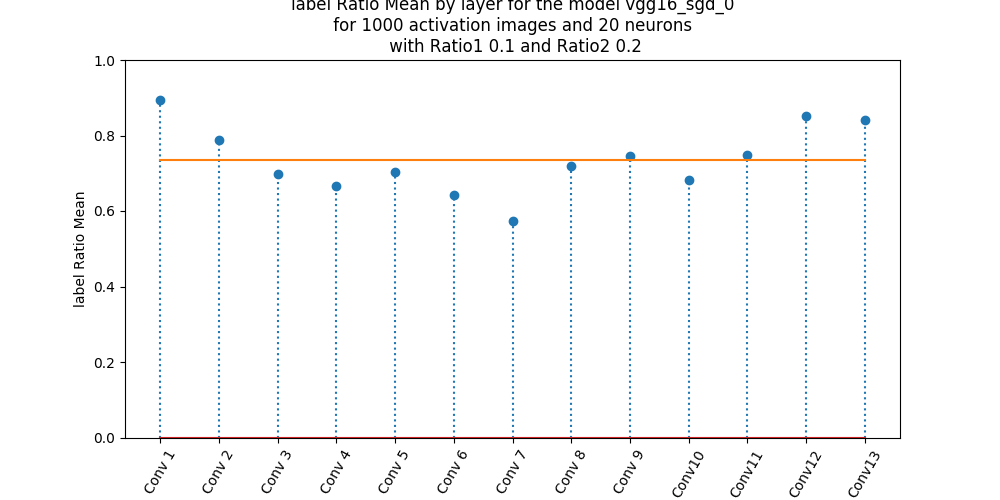 label Ratio Mean by layer for the model vgg16_sgd_0
for 1000 activation images and 20 neurons
with Ratio1 0.1 and Ratio2 0.2
1.0
0.8
0.6
0.4
0.2
0.0
label Ratio Mean
Conv 1
Conv 2
Conv 3
Conv 4
Conv 5
Conv 6
Conv 7
Conv 8
Conv 9
Conv10
Conv11
Conv12
Conv13